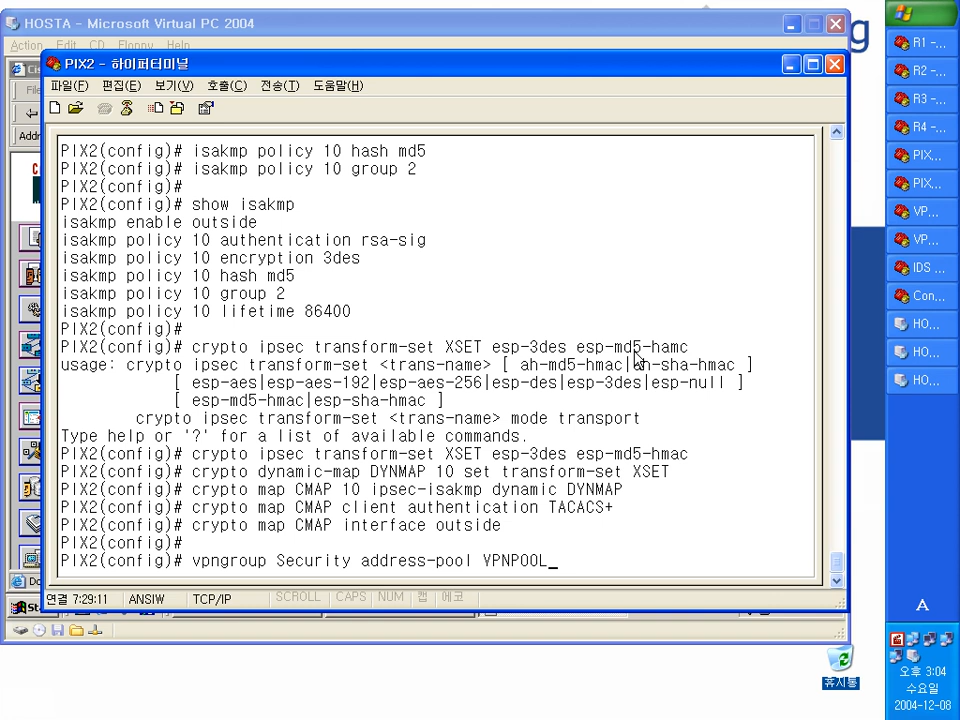 HOSTA - Microsoft Virtual PC 2004
Action Edit CD Floppy Help
PIX2 - 하이퍼터미널
파일(F) 편집(E) 보기(V) 호출(C) 전송(T) 도움말(H)
PIX2(config)# isakmp policy 10 hash md5
PIX2(config)# isakmp policy 10 group 2
PIX2(config)#
PIX2(config)# show isakmp
isakmp enable outside
isakmp policy 10 authentication rsa-sig
isakmp policy 10 encryption 3des
isakmp policy 10 hash md5
isakmp policy 10 group 2
isakmp policy 10 lifetime 86400
PIX2(config)#
PIX2(config)# crypto ipsec transform-set XSET esp-3des esp-md5-hamc
usage: crypto ipsec transform-set <trans-name> [ ah-md5-hmac|ah-sha-hmac ]
[ esp-aes|esp-aes-192|esp-aes-256|esp-des|esp-3des|esp-null ]
[ esp-md5-hmac|esp-sha-hmac ]
crypto ipsec transform-set <trans-name> mode transport
Type help or '?' for a list of available commands.
PIX2(config)# crypto ipsec transform-set XSET esp-3des esp-md5-hmac
PIX2(config)# crypto dynamic-map DYNMAP 10 set transform-set XSET
PIX2(config)# crypto map CMAP 10 ipsec-isakmp dynamic DYNMAP
PIX2(config)# crypto map CMAP client authentication TACACS+
PIX2(config)# crypto map CMAP interface outside
PIX2(config)#
PIX2(config)# vpngroup Security address-pool VPNPOOL_
연결 7:29:11 ANSIW TCP/IP SCROLL CAPS NUM 캡 에코
R1 -...
R2 -...
R3 -...
R4 -...
PIX...
PIX...
VP...
VP...
IDS ...
Con...
HO...
HO...
HO...
A
휴지통
오후 3:04
수요일
2004-12-08